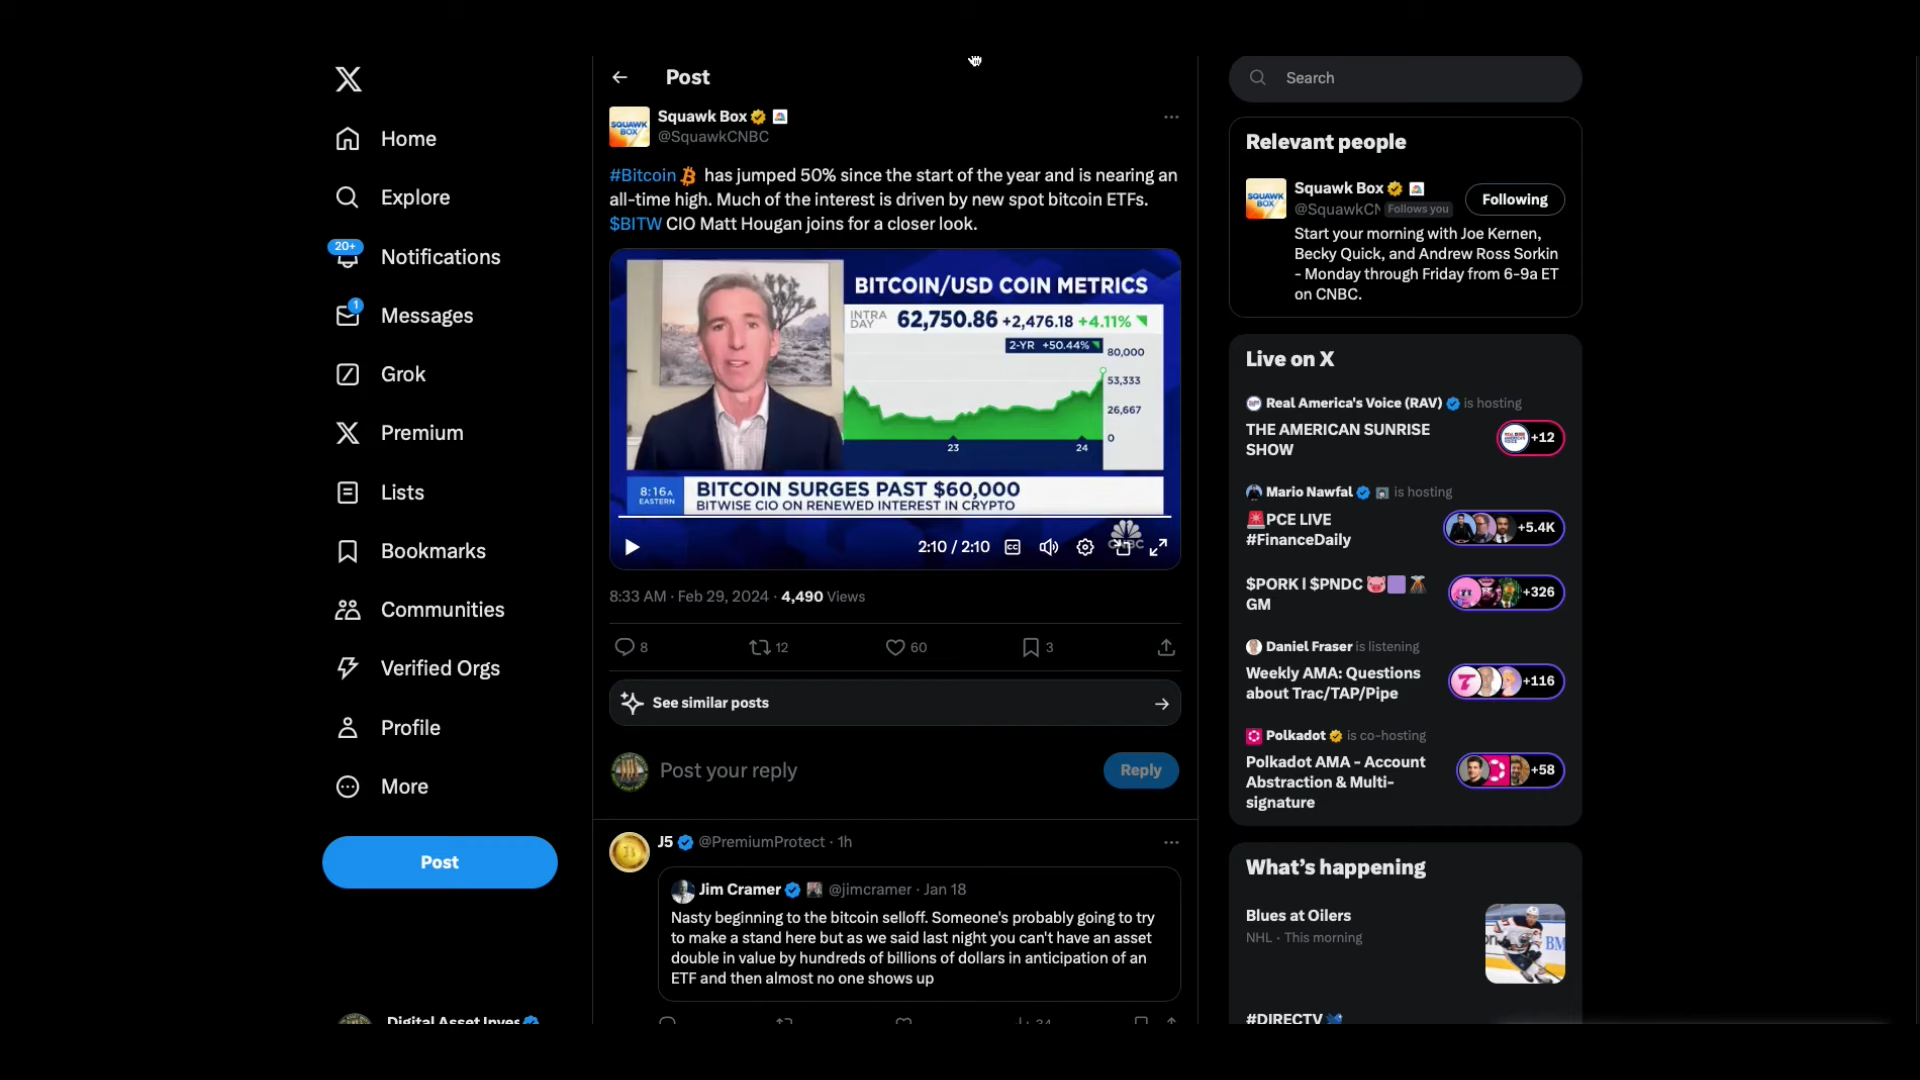 Home
Explore
20+
Notifications
1
Messages
Grok
Premium
Lists
Bookmarks
Communities
Verified Orgs
Profile
More
Post
Digital Asset Inves
Post
SQUAWK BOX
Squawk Box
@SquawkCNBC
#Bitcoin has jumped 50% since the start of the year and is nearing an
all-time high. Much of the interest is driven by new spot bitcoin ETFs.
$BITW CIO Matt Hougan joins for a closer look.
BITCOIN/USD COIN METRICS
INTRA DAY 62,750.86 +2,476.18 +4.11%
2-YR +50.44%
80,000
53,333
26,667
0
23 24
8:16A EASTERN
BITCOIN SURGES PAST $60,000
BITWISE CIO ON RENEWED INTEREST IN CRYPTO
CNBC
2:10 / 2:10 CC
8:33 AM · Feb 29, 2024 · 4,490 Views
8 12 60 3
See similar posts
Post your reply
Reply
J5 @PremiumProtect · 1h
Jim Cramer @jimcramer · Jan 18
Nasty beginning to the bitcoin selloff. Someone's probably going to try
to make a stand here but as we said last night you can't have an asset
double in value by hundreds of billions of dollars in anticipation of an
ETF and then almost no one shows up
34
Search
Relevant people
SQUAWK BOX
Squawk Box
@SquawkCN Follows you
Following
Start your morning with Joe Kernen,
Becky Quick, and Andrew Ross Sorkin
- Monday through Friday from 6-9a ET
on CNBC.
Live on X
Real America's Voice (RAV) is hosting
THE AMERICAN SUNRISE
SHOW
+12
Mario Nawfal is hosting
PCE LIVE
#FinanceDaily
+5.4K
$PORK | $PNDC
GM
+326
Daniel Fraser is listening
Weekly AMA: Questions
about Trac/TAP/Pipe
+116
Polkadot is co-hosting
Polkadot AMA - Account
Abstraction & Multi-
signature
+58
What's happening
Blues at Oilers
NHL · This morning
#DIRECTV